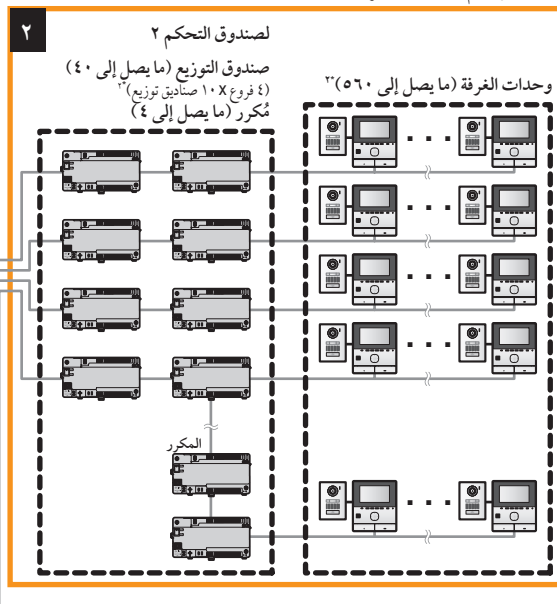 ٢
لصندوق التحكم ٢
صندوق التوزيع (ما يصل إلى ٤٠)
(٤ فروع x ١٠ صناديق توزيع)*٢
مُكرر (ما يصل إلى ٤)
وحدات الغرفة (ما يصل إلى ٥٦٠)*٢
المكرر